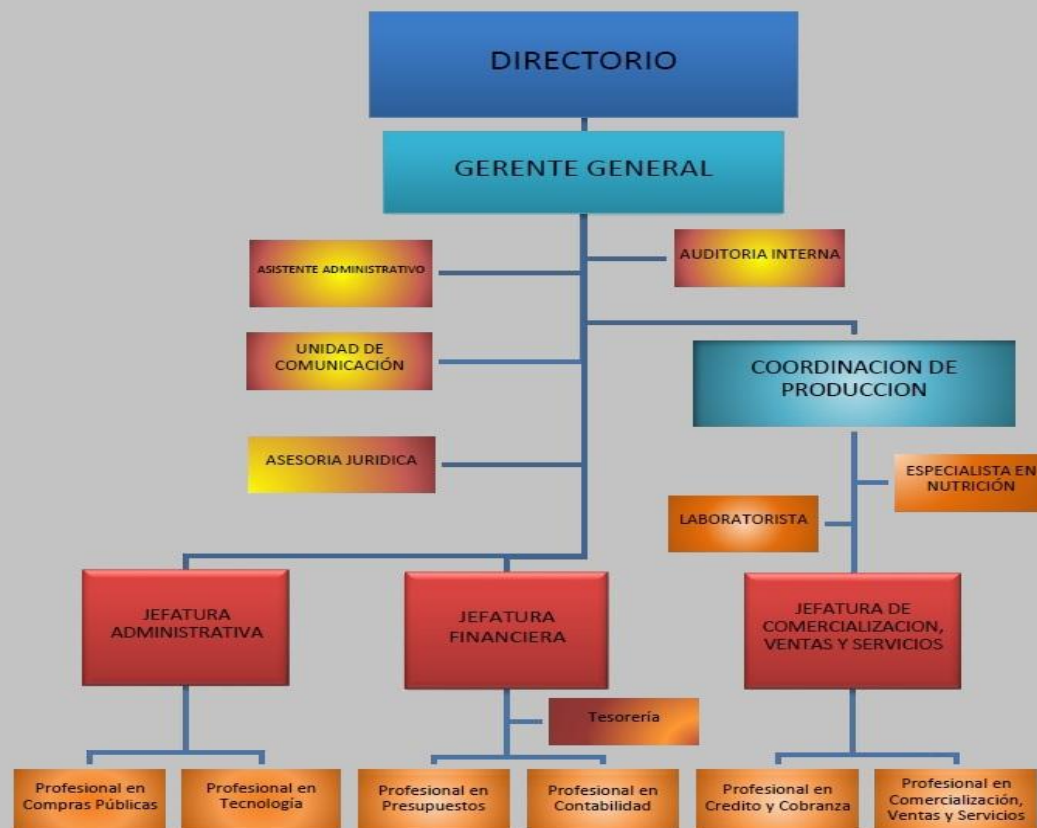 DIRECTORIO
GERENTE GENERAL
ASISTENTE ADMINISTRATIVO
AUDITORIA INTERNA
UNIDAD DE
COMUNICACIÓN
COORDINACION DE
PRODUCCION
ASESORIA JURIDICA
ESPECIALISTA EN
NUTRICIÓN
LABORATORISTA
JEFATURA
ADMINISTRATIVA
JEFATURA
FINANCIERA
JEFATURA DE
COMERCIALIZACION,
VENTAS Y SERVICIOS
Tesorería
Profesional en
Compras Públicas
Profesional en
Tecnología
Profesional en
Presupuestos
Profesional en
Contabilidad
Profesional en
Credito y Cobranza
Profesional en
Comercialización,
Ventas y Servicios